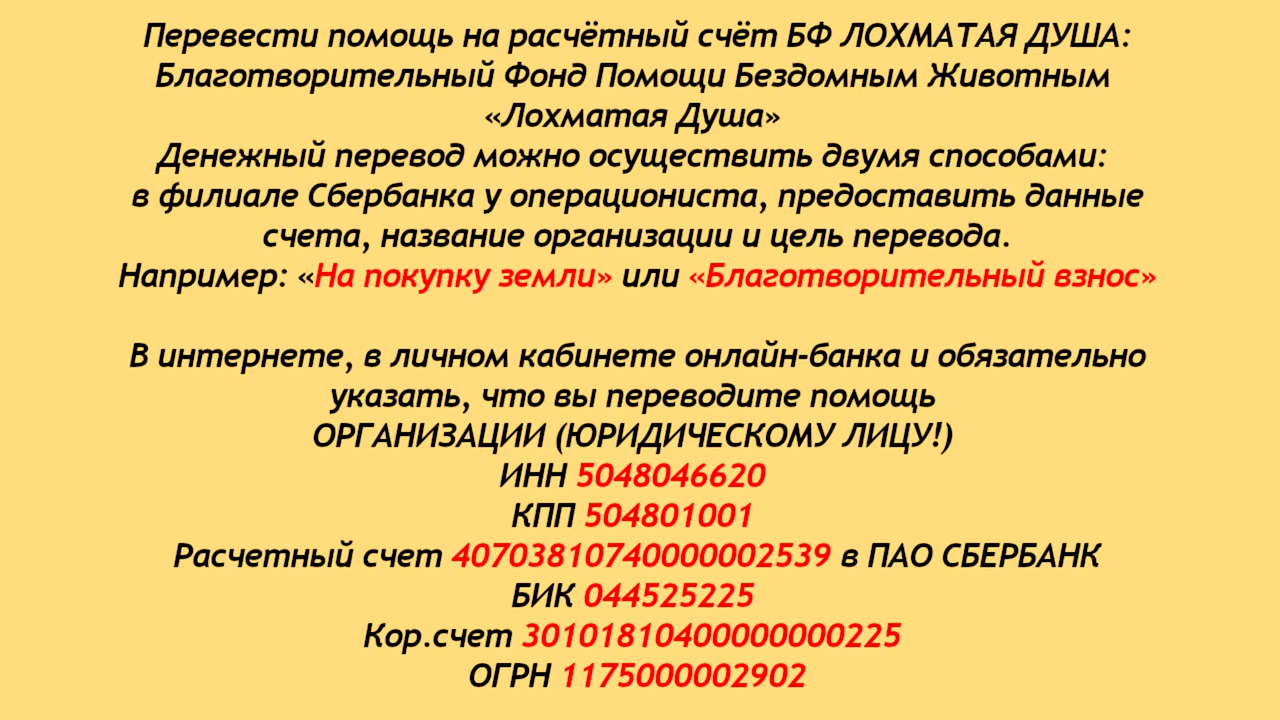 Перевести помощь на расчётный счёт БФ ЛОХМАТАЯ ДУША:
Благотворительный Фонд Помощи Бездомным Животным
«Лохматая Душа»
Денежный перевод можно осуществить двумя способами:
в филиале Сбербанка у операциониста, предоставить данные
счета, название организации и цель перевода.
Например: «На покупку земли» или «Благотворительный взнос»
В интернете, в личном кабинете онлайн-банка и обязательно
указать, что вы переводите помощь
ОРГАНИЗАЦИИ (ЮРИДИЧЕСКОМУ ЛИЦУ!)
ИНН 5048046620
КПП 504801001
Расчетный счет 40703810740000002539 в ПАО СБЕРБАНК
БИК 044525225
Кор.счет 30101810400000000225
ОГРН 1175000002902